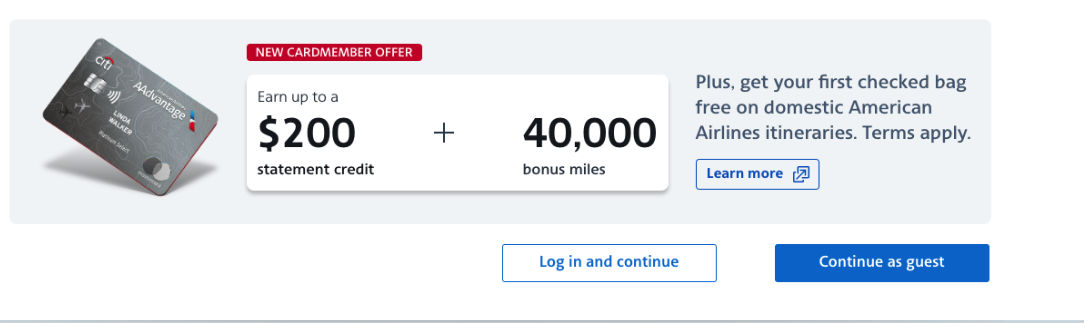 NEW CARDMEMBER OFFER
Earn up to a
$200
statement credit
+
40,000
bonus miles
Plus, get your first checked bag
free on domestic American
Airlines itineraries. Terms apply.
Learn more
citi
AAdvantage
LINDA
WALKER
Platinum Select
Log in and continue
Continue as guest